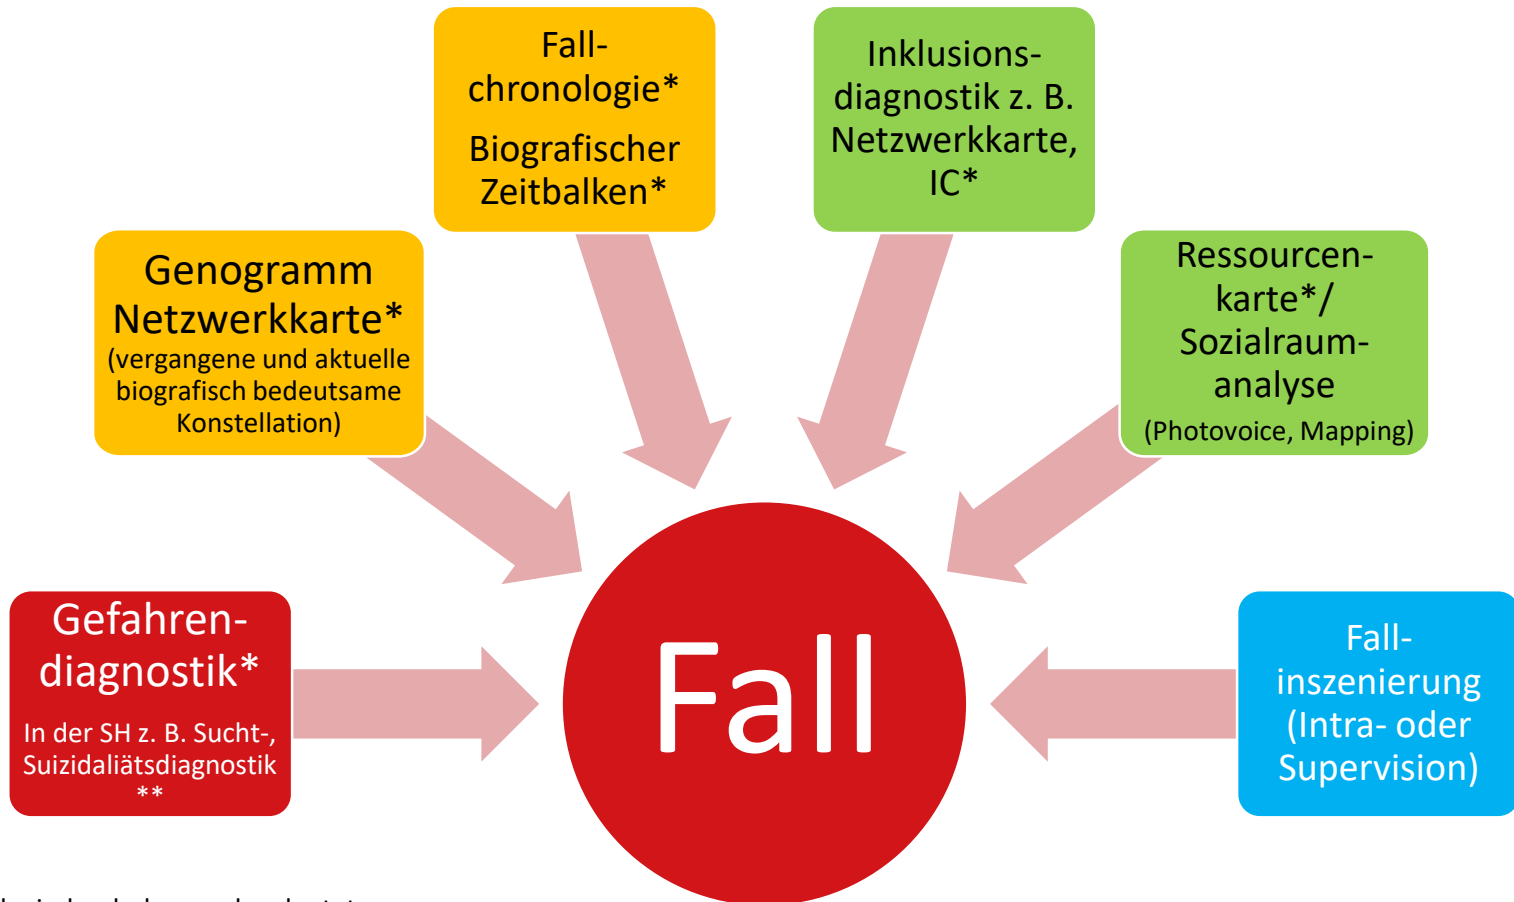 Fall-
chronologie*
Biografischer
Zeitbalken*
Inklusions-
diagnostik z. B.
Netzwerkkarte,
IC*
Genogramm
Netzwerkkarte*
(vergangene und aktuelle
biografisch bedeutsame
Konstellation)
Ressourcen-
karte*/
Sozialraum-
analyse
(Photovoice, Mapping)
Gefahren-
diagnostik*
In der SH z. B. Sucht-,
Suizidaliätsdiagnostik
**
Fall
Fall-
inszenierung
(Intra- oder
Supervision)